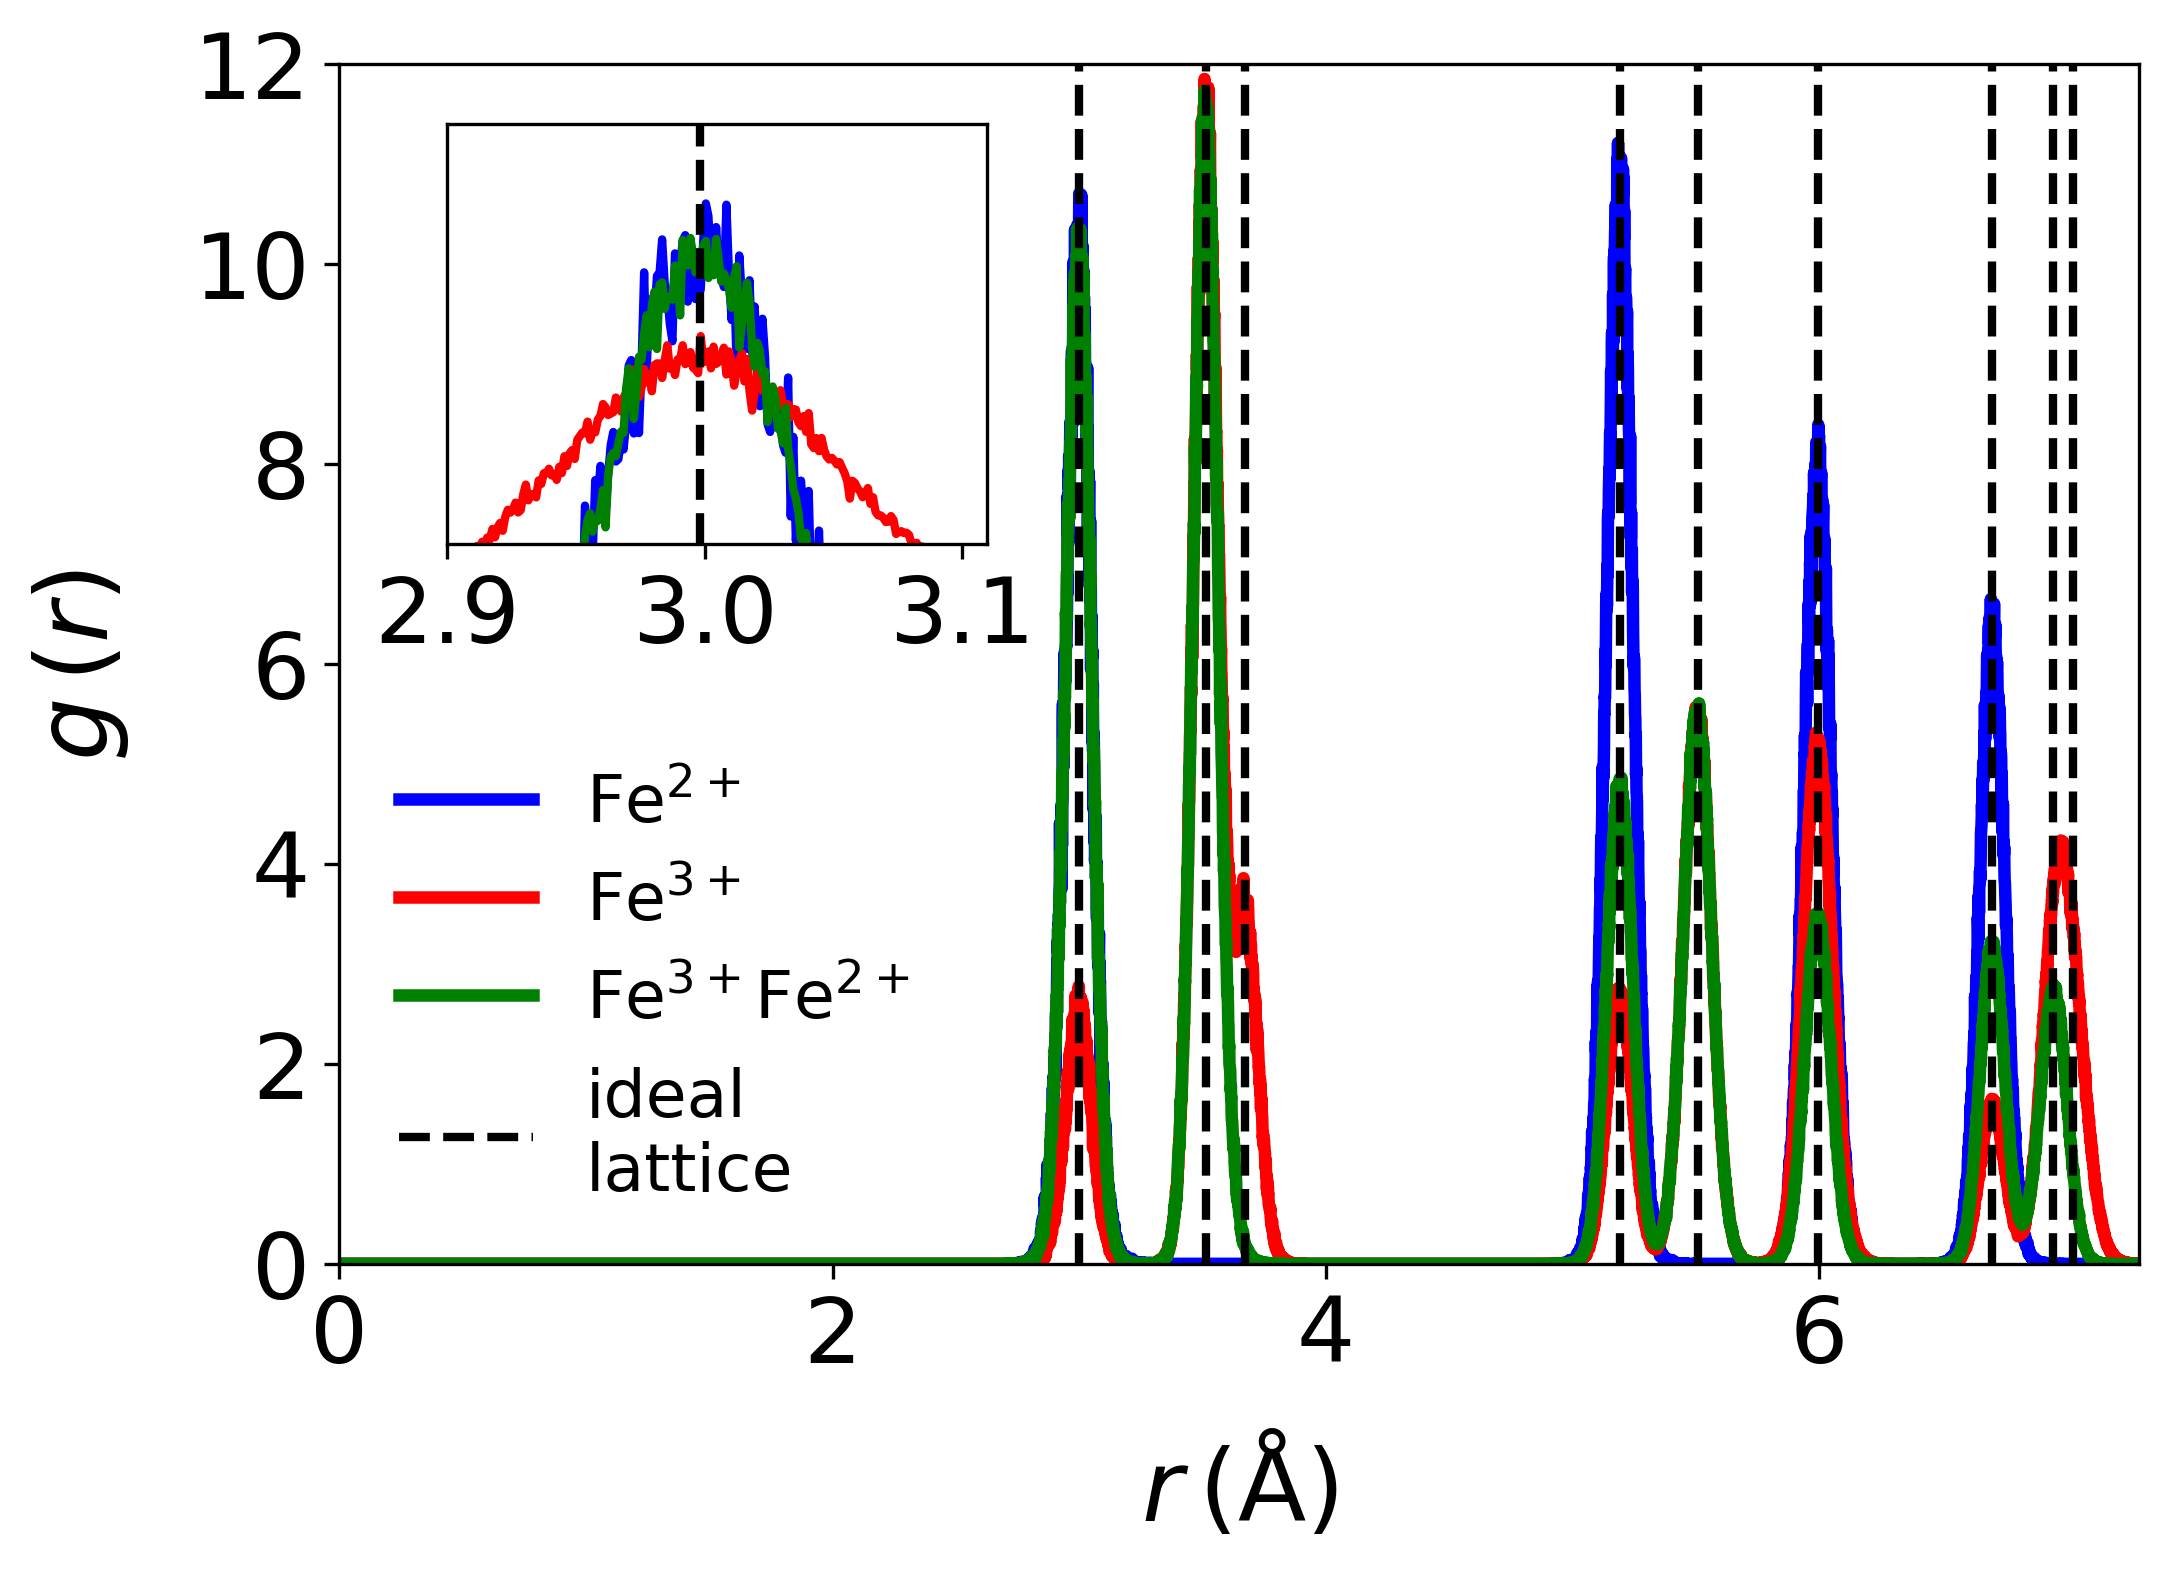 12
10
8
6
4
2
0
g (r)
2.9 3.0 3.1
Fe²⁺
Fe³⁺
Fe³⁺Fe²⁺
ideal
lattice
0 2 4 6
r (Å)